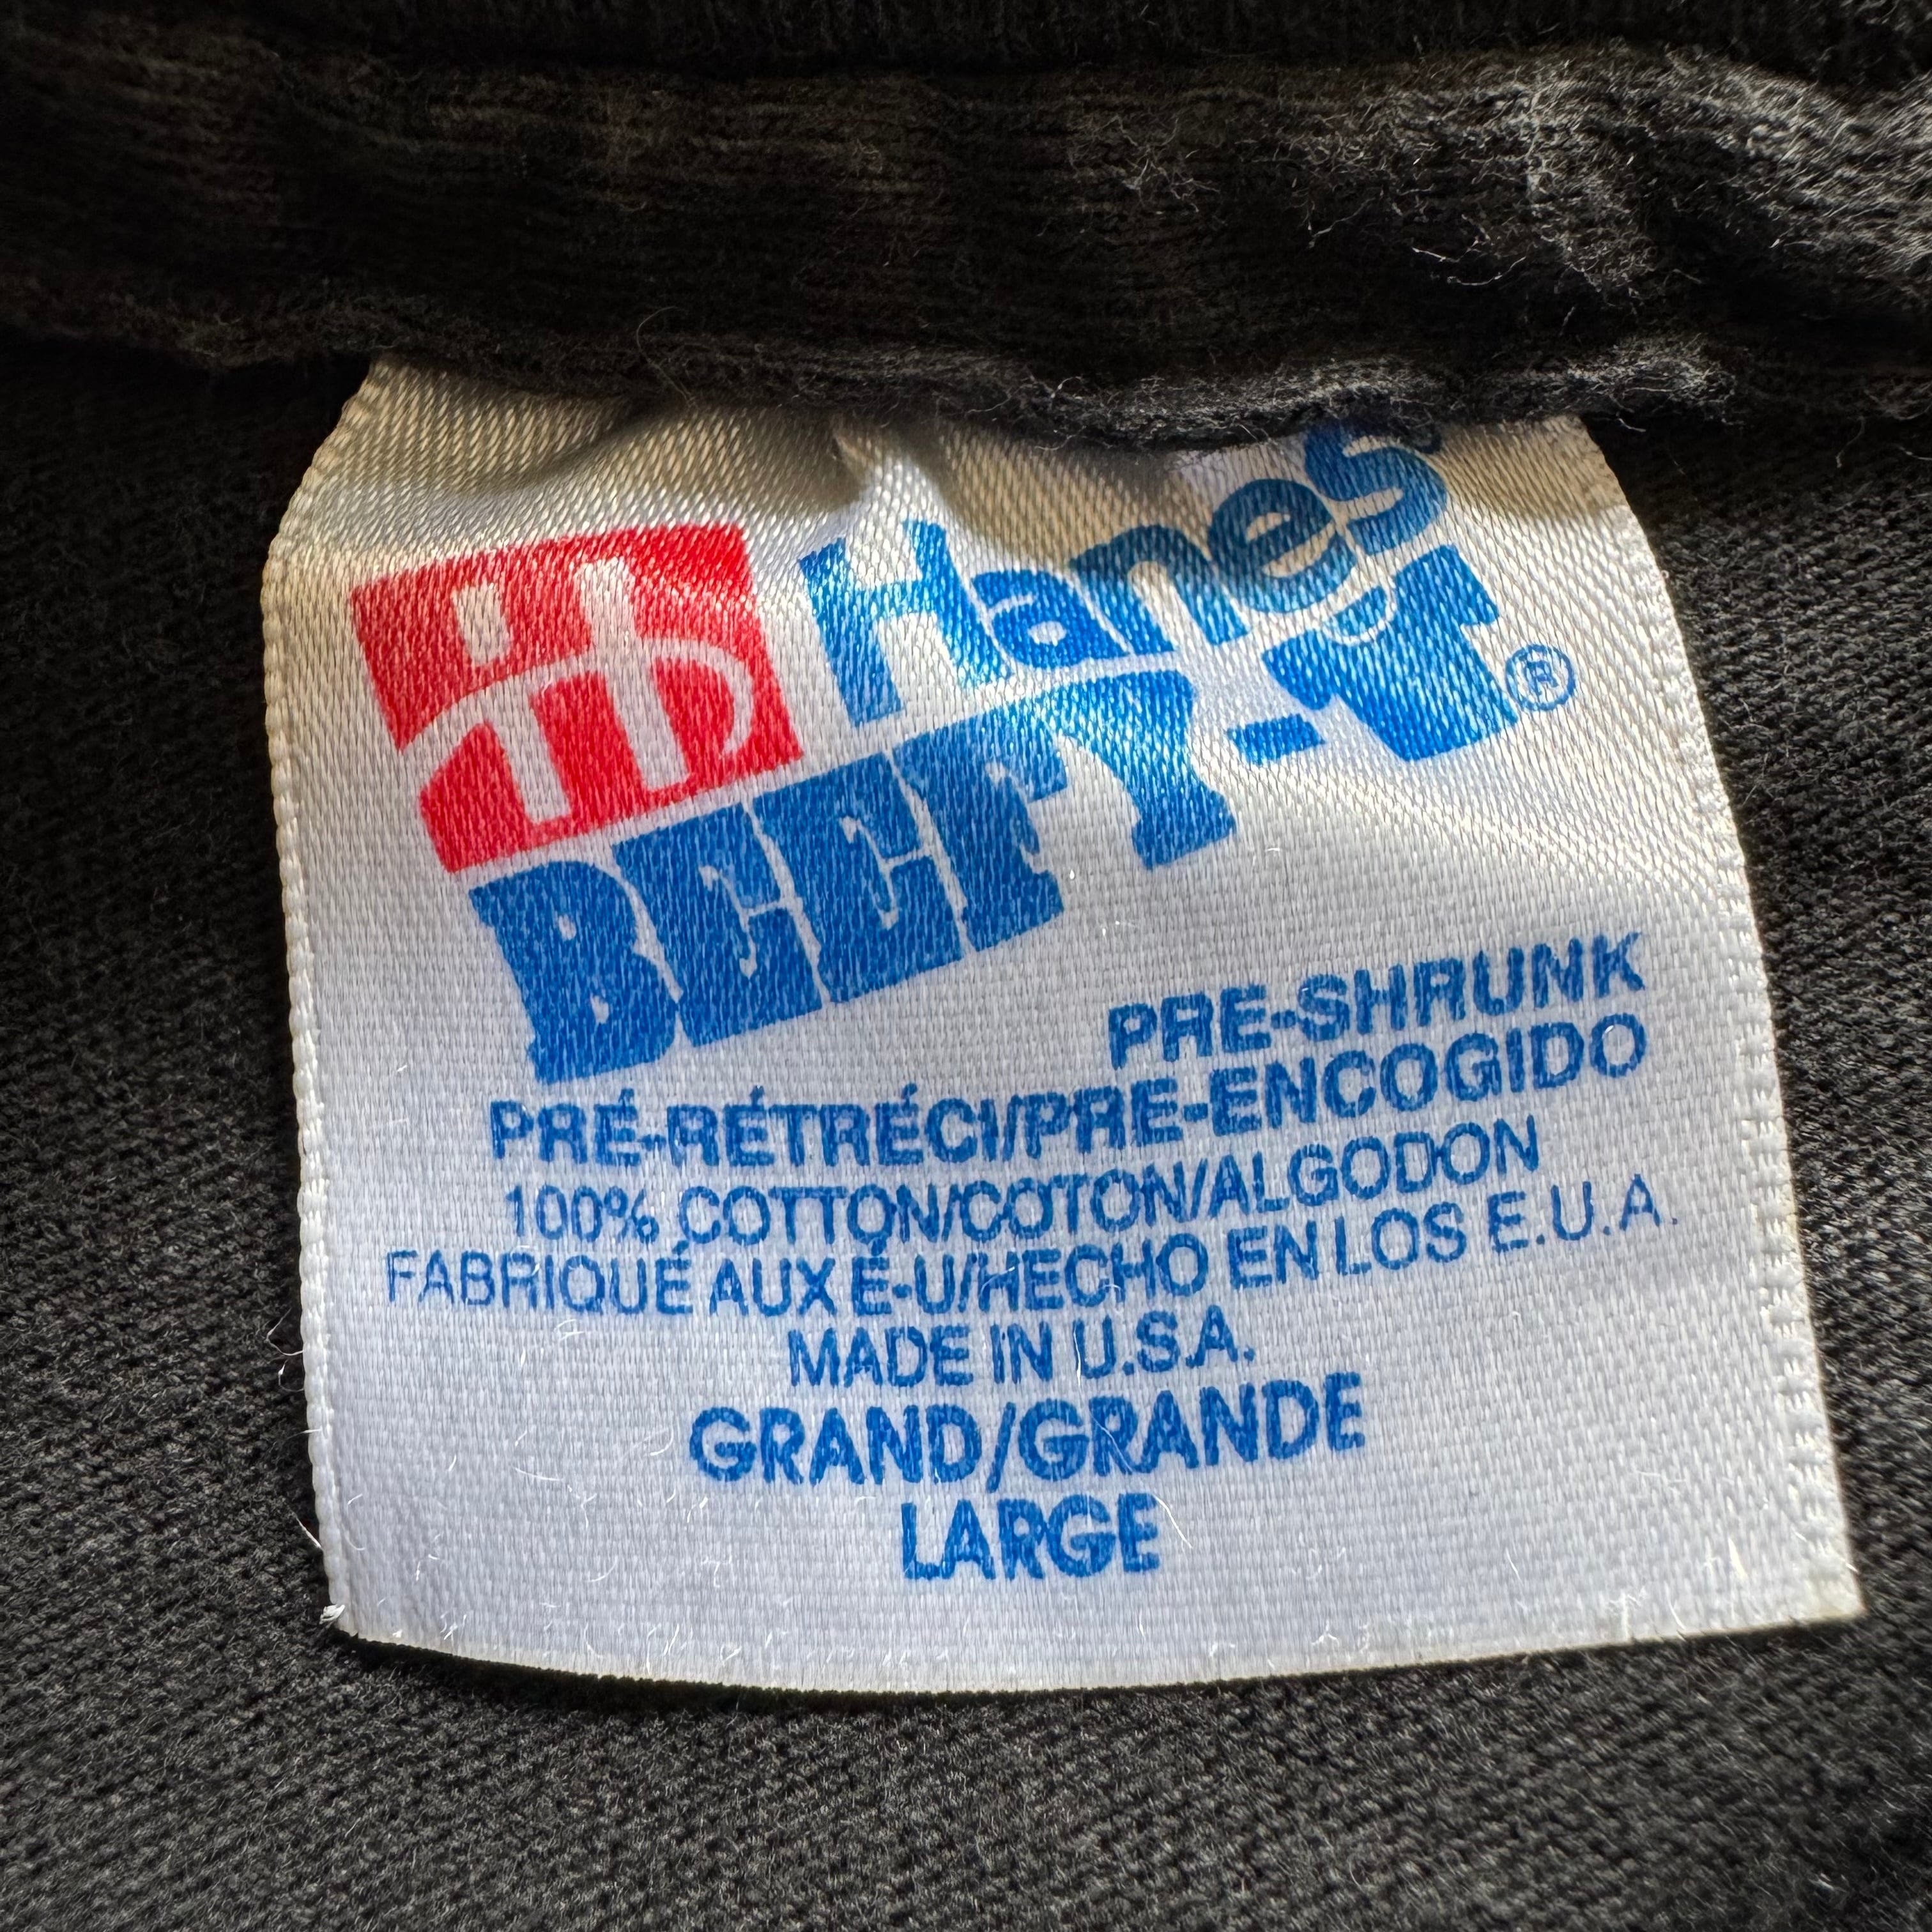 Hanes
BEEFY-T®
PRE-SHRUNK
PRÉ-RÉTRÉCI/PRE-ENCOGIDO
100% COTTON/COTON/ALGODON
FABRIQUÉ AUX É-U/HECHO EN LOS E.U.A.
MADE IN U.S.A.
GRAND/GRANDE
LARGE